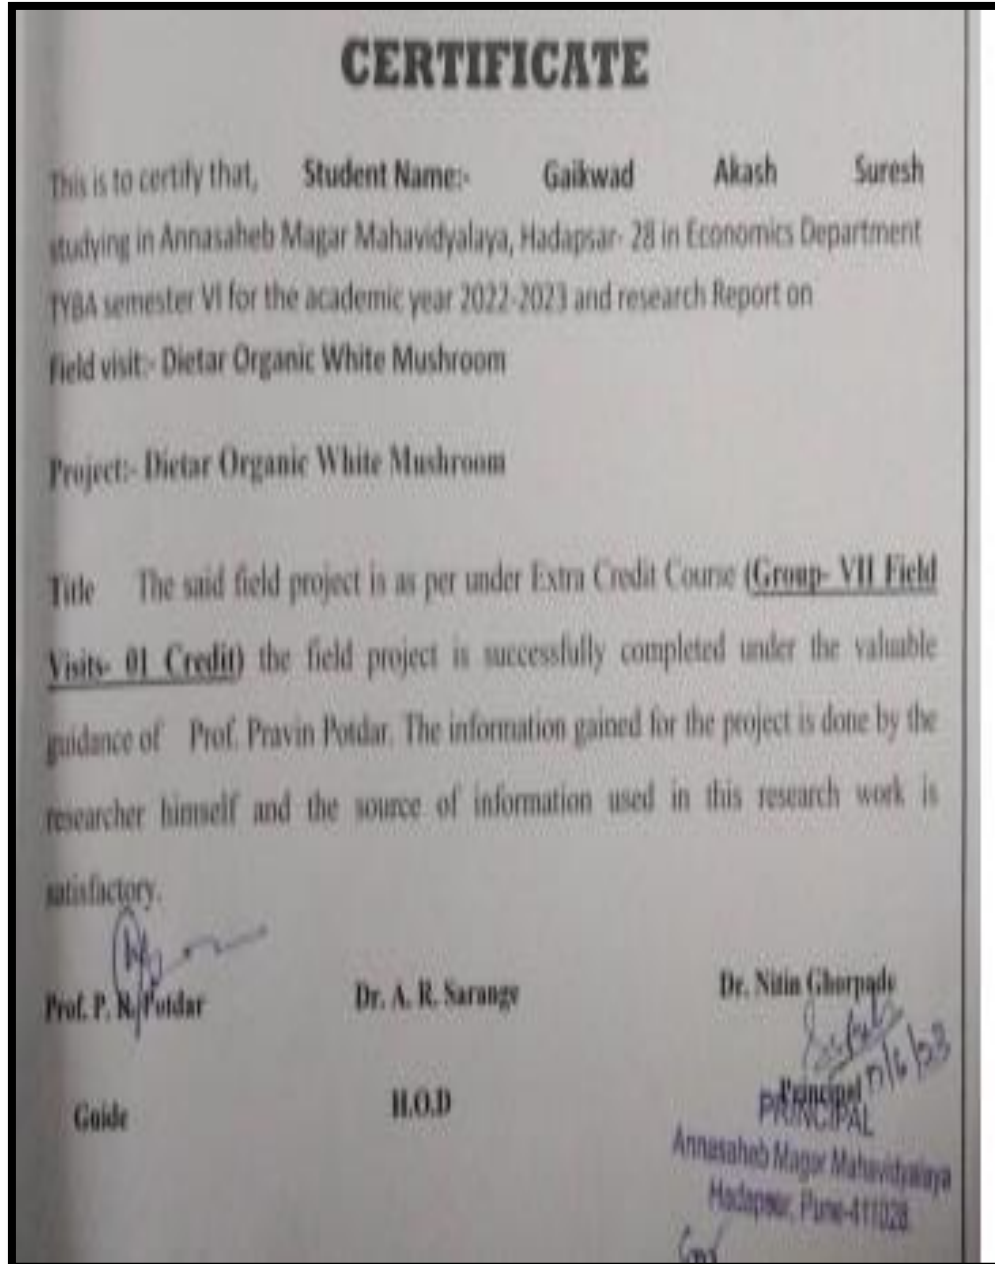 CERTIFICATE
This is to certify that, Student Name:- Gaikwad Akash Suresh
studying in Annasaheb Magar Mahavidyalaya, Hadapsar- 28 in Economics Department
TYBA semester VI for the academic year 2022-2023 and research Report on
Field visit:- Dietar Organic White Mushroom
Project:- Dietar Organic White Mushroom
Title The said field project is as per under Extra Credit Course (Group- VII Field
Visits- 01 Credit) the field project is successfully completed under the valuable
guidance of Prof. Pravin Potdar. The information gained for the project is done by the
researcher himself and the source of information used in this research work is
satisfactory.
Prof. P. N. Potdar Dr. A. R. Sarange Dr. Nitin Ghorpade
Guide H.O.D Principal
PRINCIPAL
Annasaheb Magar Mahavidyalaya
Hadapsar, Pune-411028.